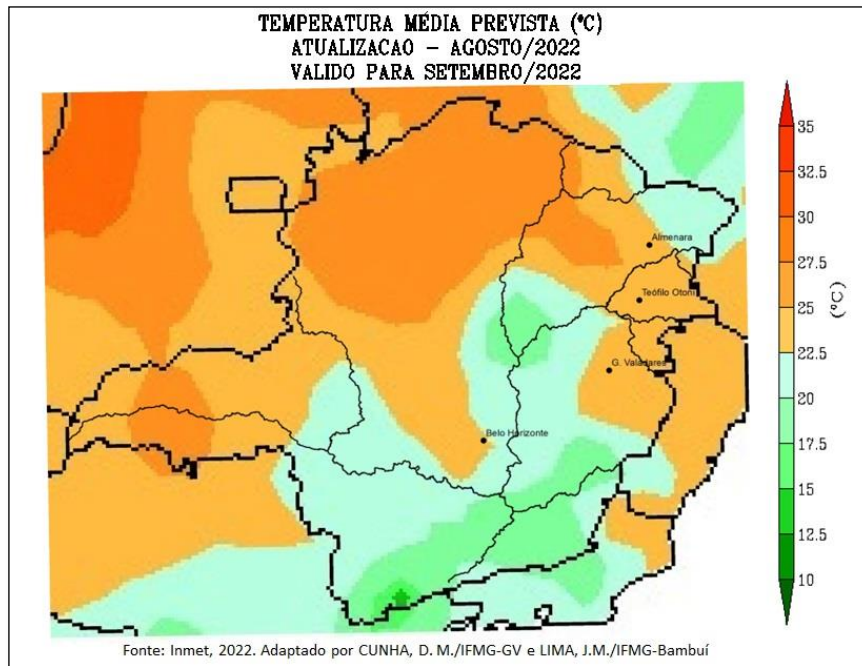 TEMPERATURA MÉDIA PREVISTA (°C)
ATUALIZACAO – AGOSTO/2022
VALIDO PARA SETEMBRO/2022
35
32.5
30
27.5
25
22.5
20
17.5
15
12.5
10
(°C)
Almenara
Teófilo Otoni
G. Valadares
Belo Horizonte
Fonte: Inmet, 2022. Adaptado por CUNHA, D. M./IFMG-GV e LIMA, J.M./IFMG-Bambuí